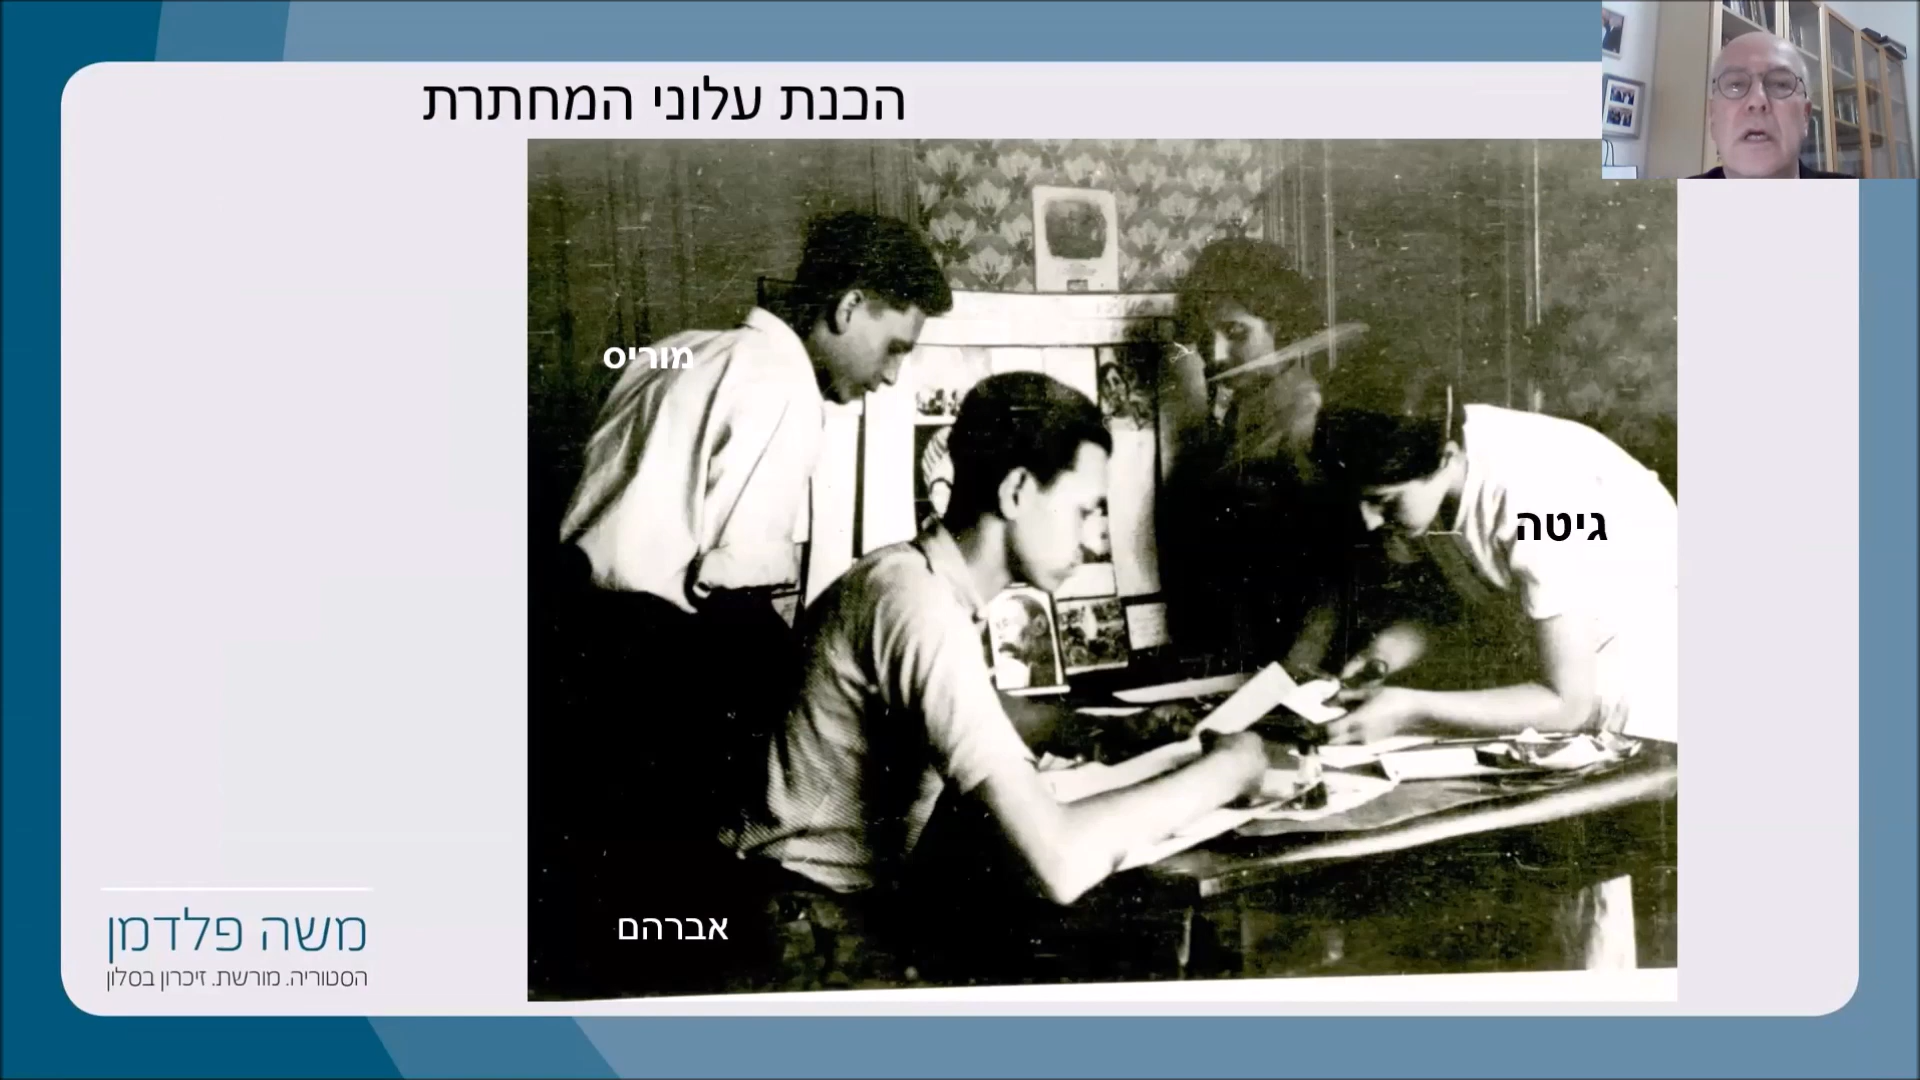 הכנת עלוני המחתרת
מוריס
גיטה
אברהם
משה פלדמן
הסטוריה. מורשת. זיכרון בסלון